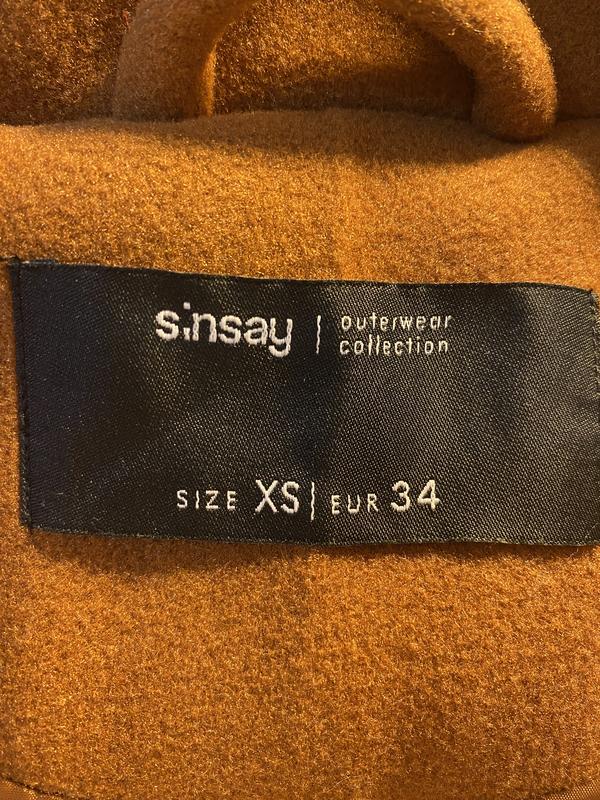 sinsay | outerwear
collection
SIZE XS | EUR 34